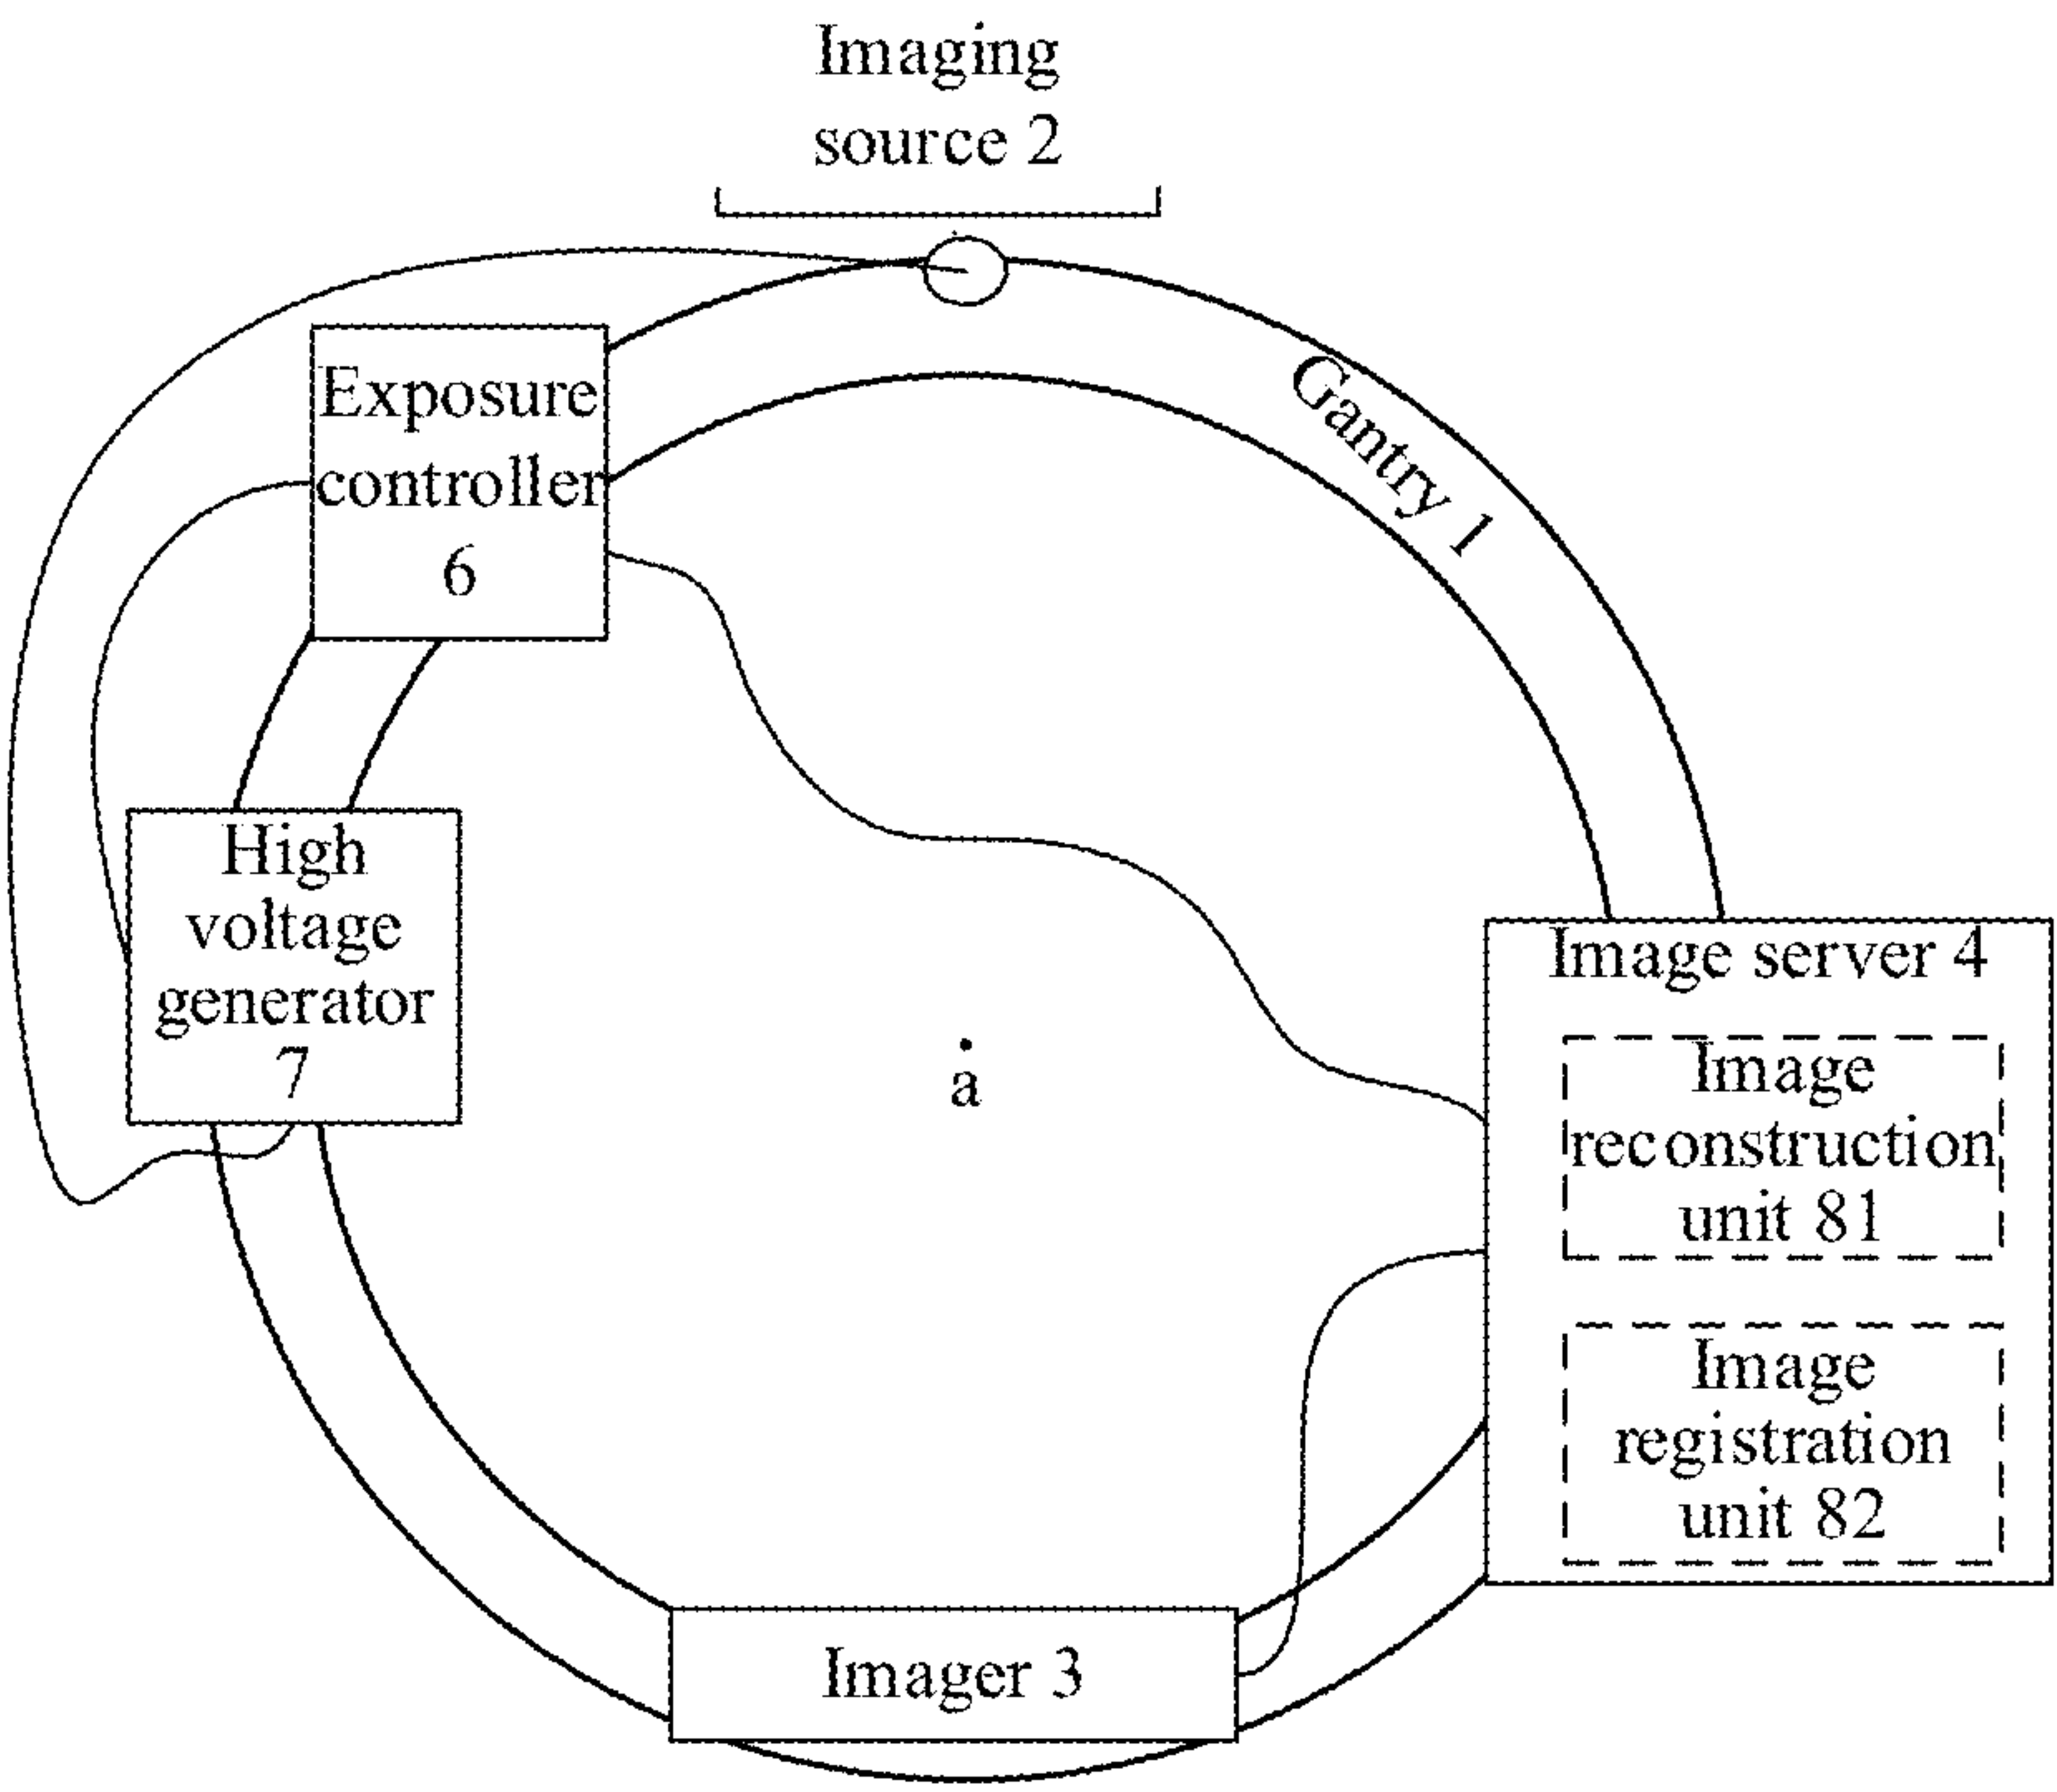 Imaging
source 2
Gantry 1
Exposure
controller
6
High
voltage
generator
7
a
Image server 4
Image
reconstruction
unit 81
Image
registration
unit 82
Imager 3